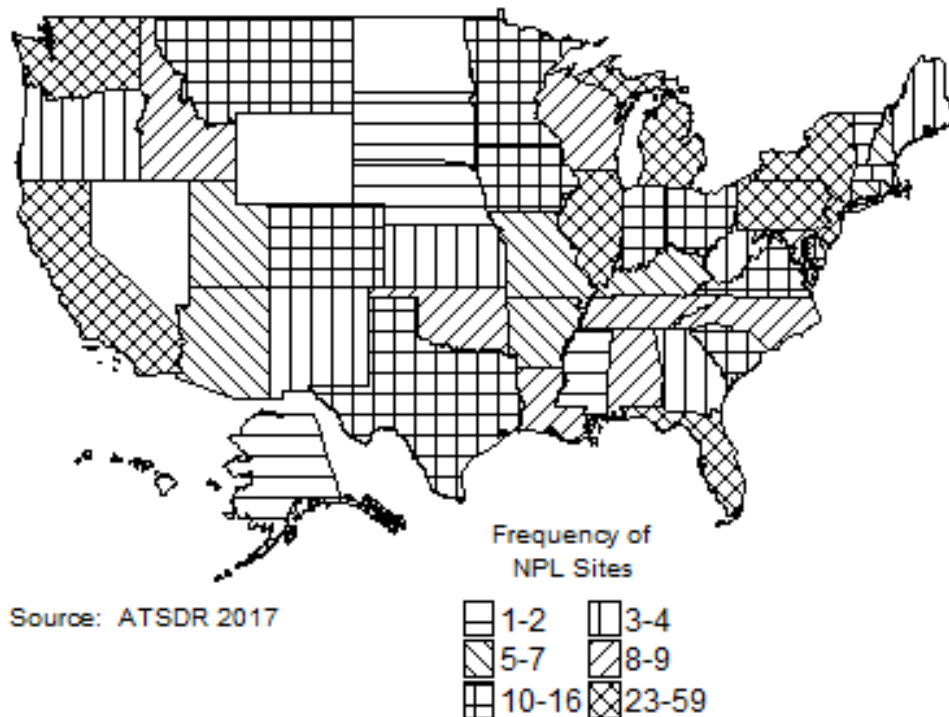 Frequency of
NPL Sites
Source: ATSDR 2017
1-2 3-4
5-7 8-9
10-16 23-59